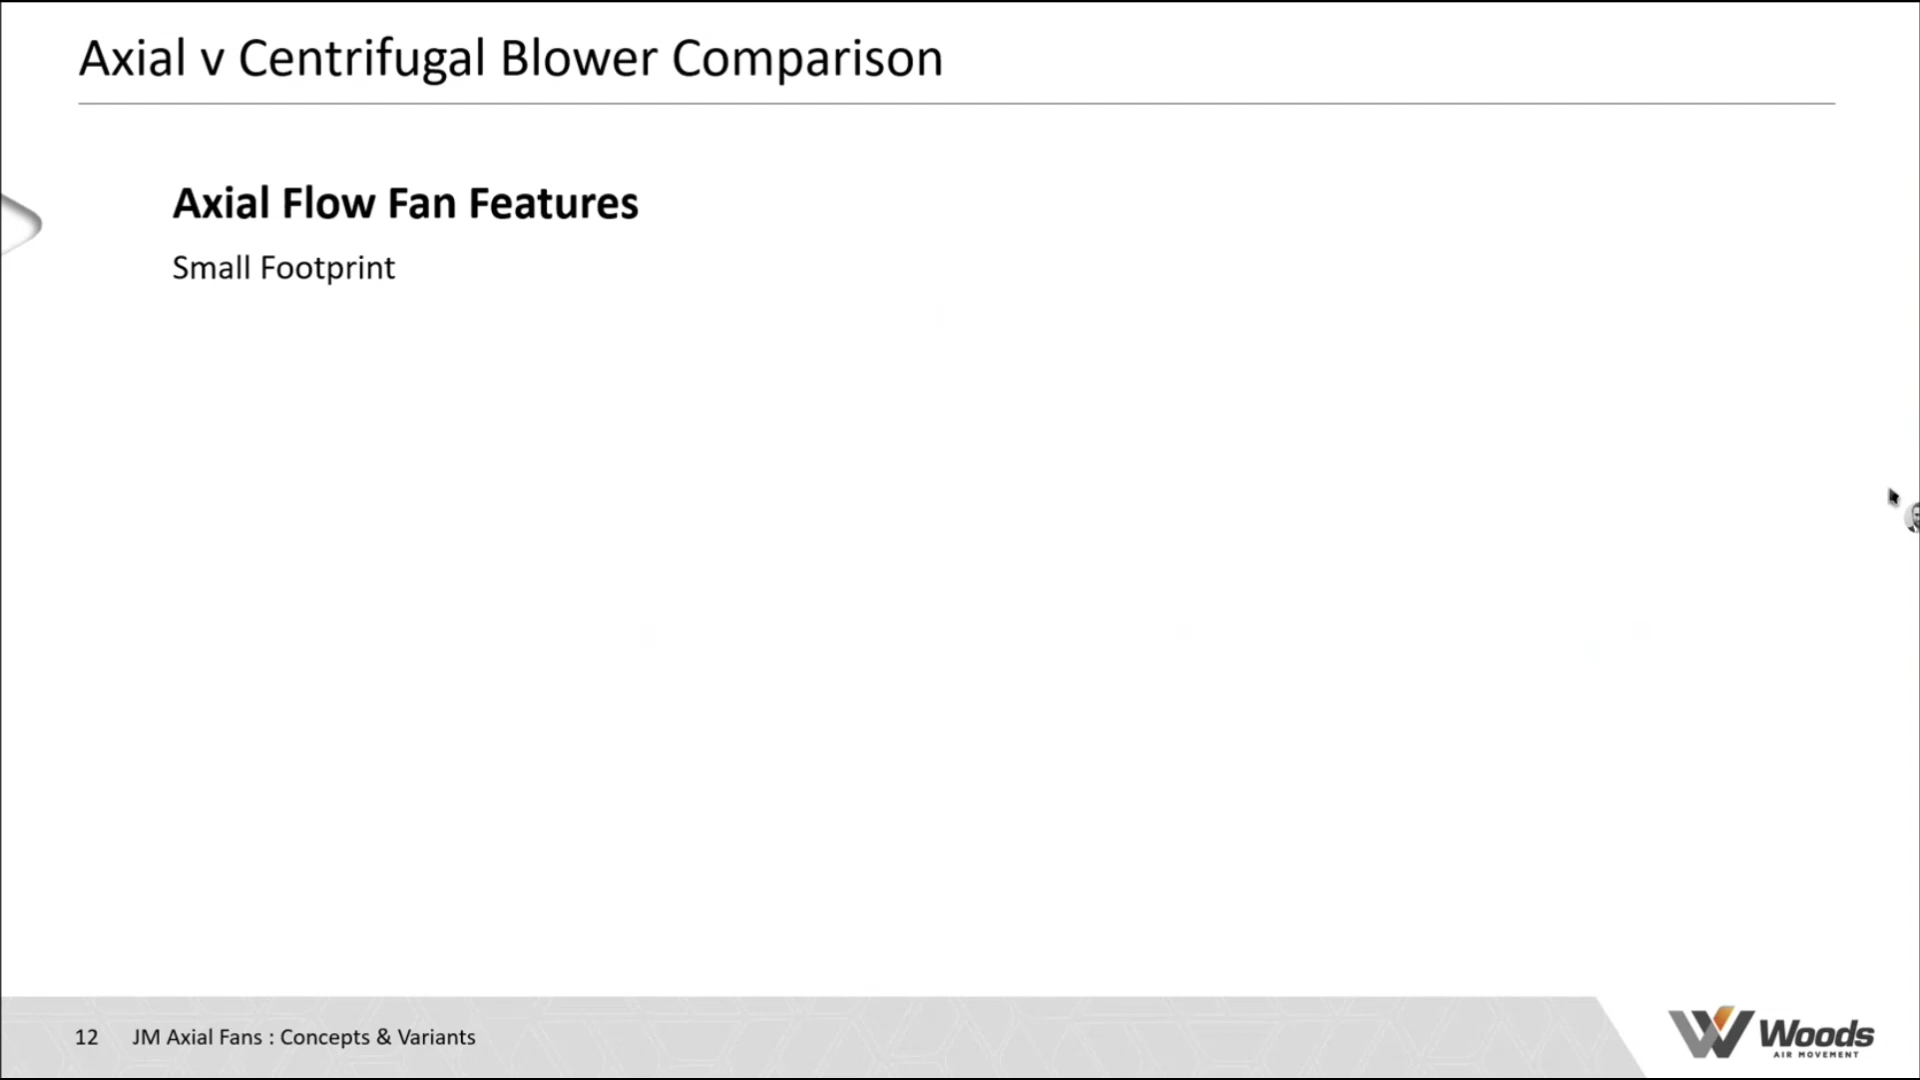 Axial v Centrifugal Blower Comparison
Axial Flow Fan Features
Small Footprint
12 JM Axial Fans : Concepts & Variants
Woods
AIR MOVEMENT